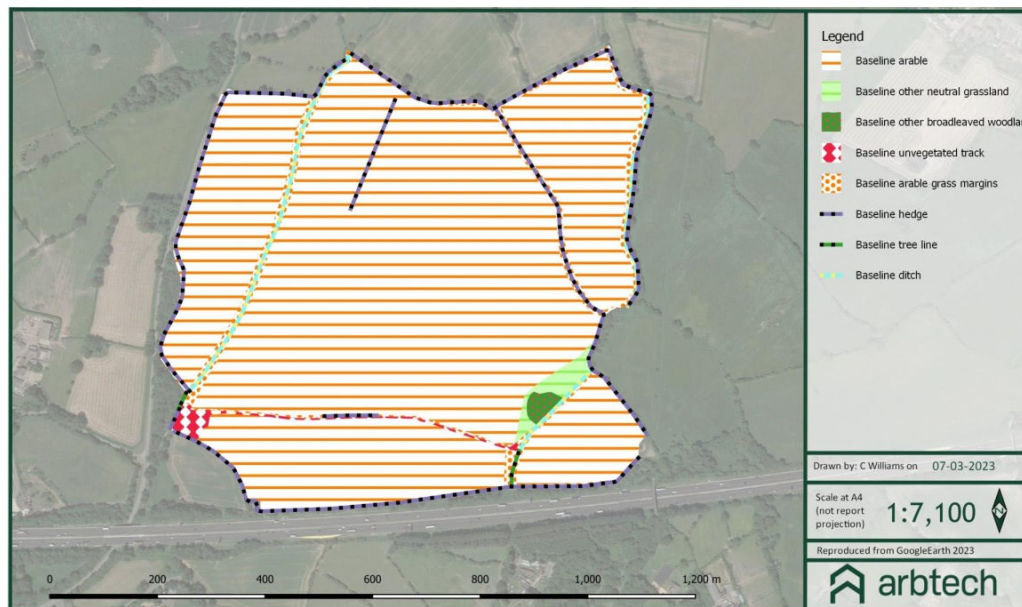 Legend
Baseline arable
Baseline other neutral grassland
Baseline other broadleaved woodlan
Baseline unvegetated track
Baseline arable grass margins
Baseline hedge
Baseline tree line
Baseline ditch
Drawn by: C Williams on 07-03-2023
Scale at A4
(not report
projection)
1:7,100
N
Reproduced from GoogleEarth 2023
arbtech
0 200 400 600 800 1,000 1,200 m